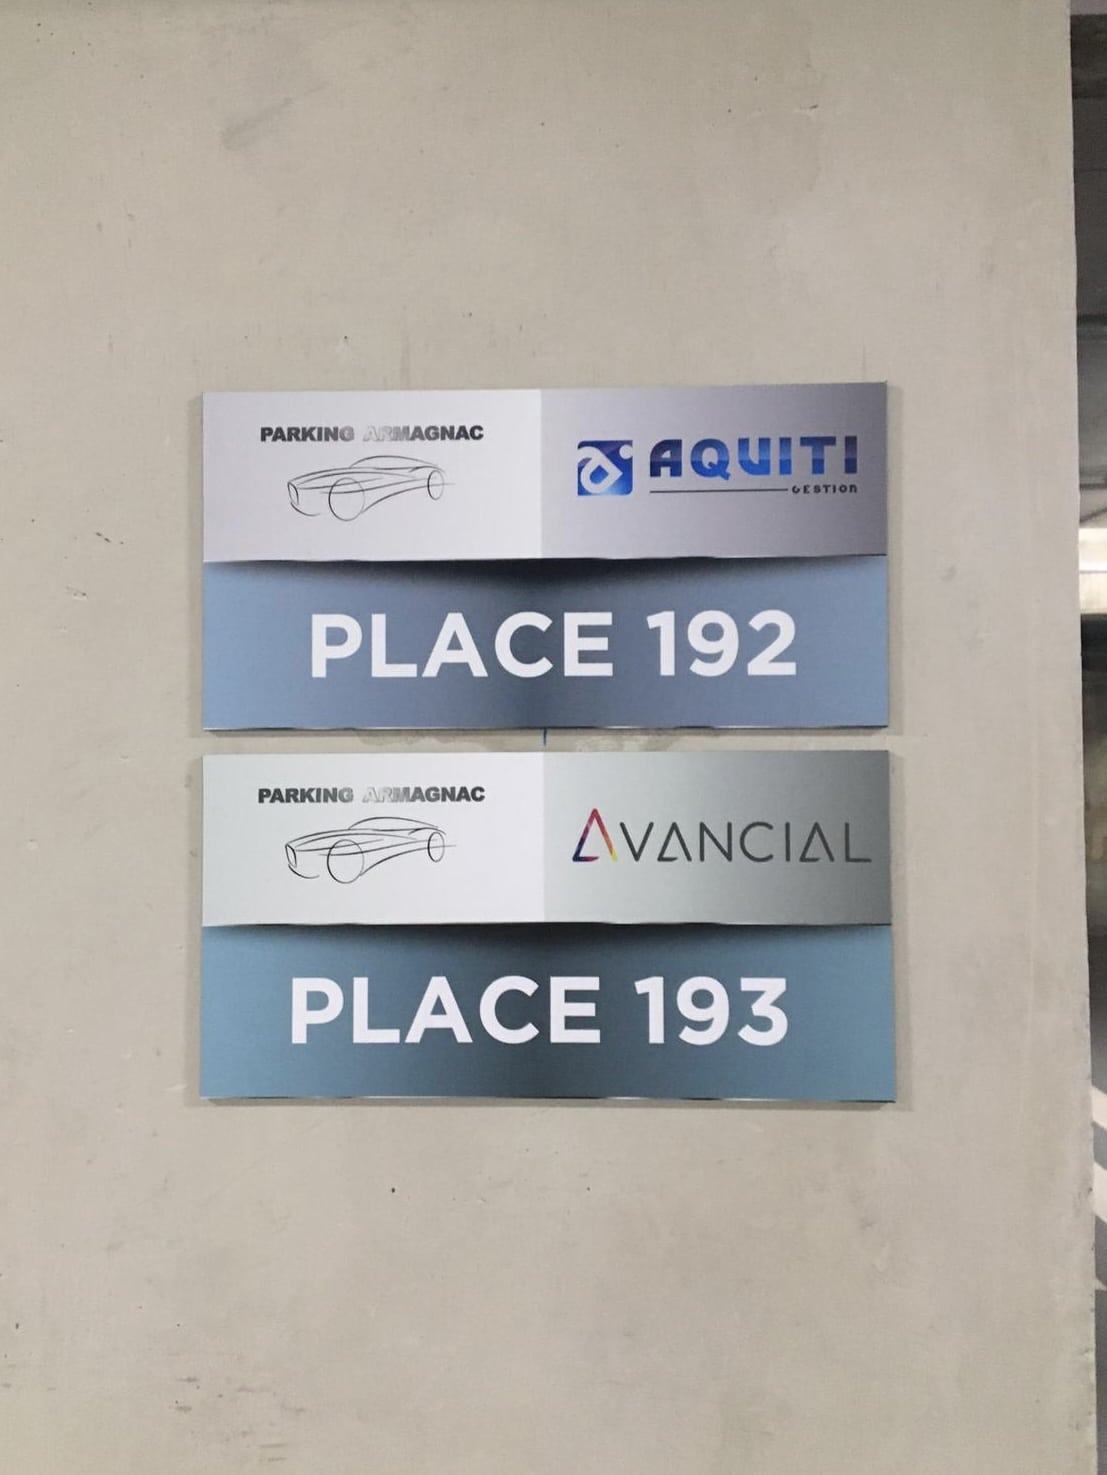 PARKING ARMAGNAC
AQUITI
GESTION
PLACE 192
PARKING ARMAGNAC
AVANCIAL
PLACE 193